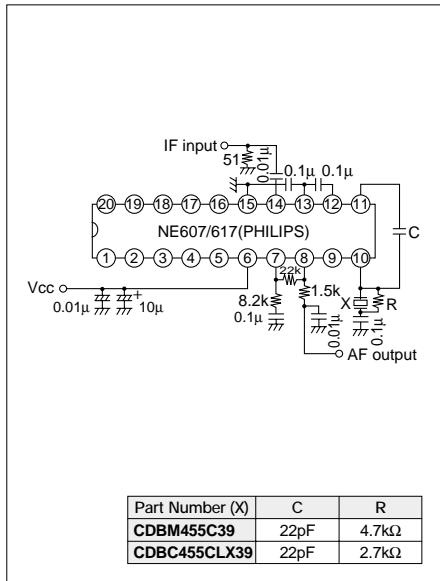 IF input
51
0.01μ
0.1μ 0.1μ
20 19 18 17 16 15 14 13 12 11
NE607/617(PHILIPS)
C
1 2 3 4 5 6 7 8 9 10
Vcc
0.01μ
+
10μ
22k
8.2k
0.1μ
1.5k
0.01μ
X
R
0.1μ
AF output
Part Number (X) C R
CDBM455C39 22pF 4.7kΩ
CDBC455CLX39 22pF 2.7kΩ